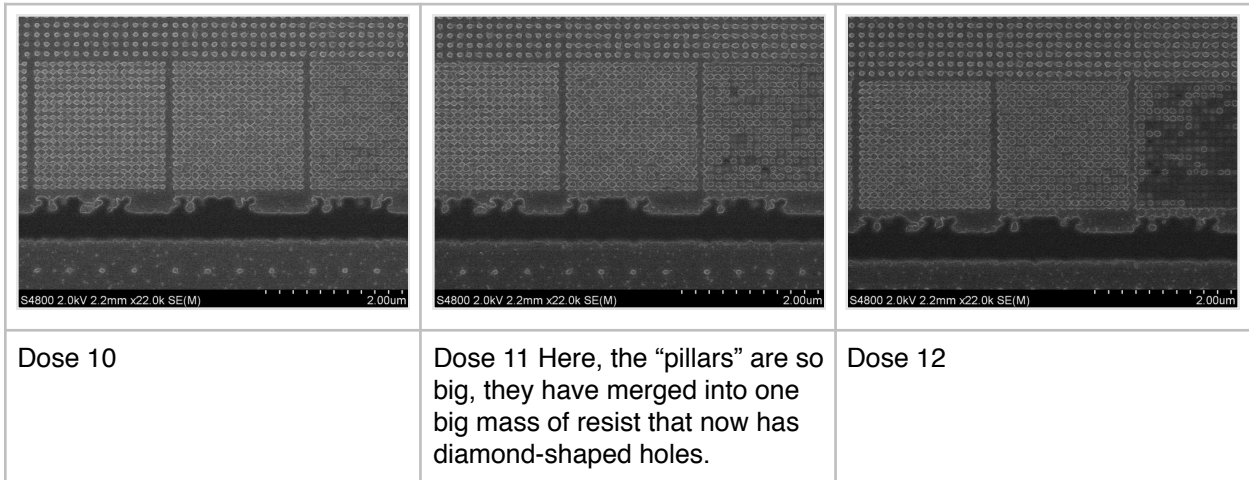 S4800 2.0kV 2.2mm x22.0k SE(M) 2.00um
S4800 2.0kV 2.2mm x22.0k SE(M) 2.00um
S4800 2.0kV 2.2mm x22.0k SE(M) 2.00um
Dose 10
Dose 11 Here, the “pillars” are so
big, they have merged into one
big mass of resist that now has
diamond-shaped holes.
Dose 12